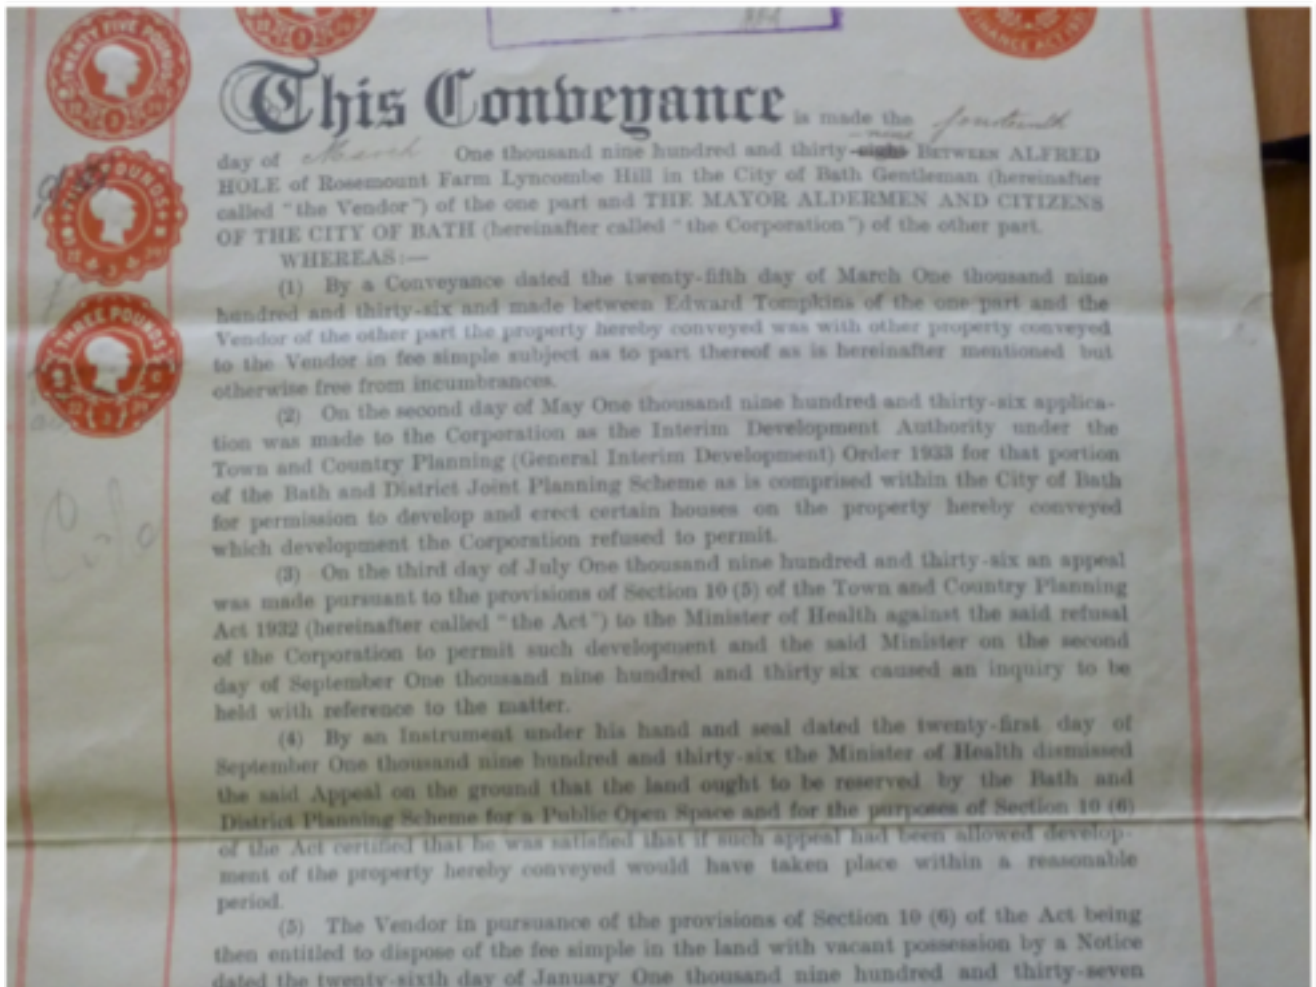 TWENTY FIVE POUNDS
FINANCE ACT
FIVE POUNDS
THREE POUNDS
This Conveyance is made the fourteenth
day of March One thousand nine hundred and thirty-eight nine BETWEEN ALFRED
HOLE of Rosemount Farm Lyncombe Hill in the City of Bath Gentleman (hereinafter
called "the Vendor") of the one part and THE MAYOR ALDERMEN AND CITIZENS
OF THE CITY OF BATH (hereinafter called "the Corporation") of the other part.
WHEREAS:—
(1) By a Conveyance dated the twenty-fifth day of March One thousand nine
hundred and thirty-six and made between Edward Tompkins of the one part and the
Vendor of the other part the property hereby conveyed was with other property conveyed
to the Vendor in fee simple subject as to part thereof as is hereinafter mentioned but
otherwise free from incumbrances.
(2) On the second day of May One thousand nine hundred and thirty-six applica-
tion was made to the Corporation as the Interim Development Authority under the
Town and Country Planning (General Interim Development) Order 1933 for that portion
of the Bath and District Joint Planning Scheme as is comprised within the City of Bath
for permission to develop and erect certain houses on the property hereby conveyed
which development the Corporation refused to permit.
(3) On the third day of July One thousand nine hundred and thirty-six an appeal
was made pursuant to the provisions of Section 10 (5) of the Town and Country Planning
Act 1932 (hereinafter called "the Act") to the Minister of Health against the said refusal
of the Corporation to permit such development and the said Minister on the second
day of September One thousand nine hundred and thirty six caused an inquiry to be
held with reference to the matter.
(4) By an Instrument under his hand and seal dated the twenty-first day of
September One thousand nine hundred and thirty-six the Minister of Health dismissed
the said Appeal on the ground that the land ought to be reserved by the Bath and
District Planning Scheme for a Public Open Space and for the purposes of Section 10 (6)
of the Act certified that he was satisfied that if such appeal had been allowed develop-
ment of the property hereby conveyed would have taken place within a reasonable
period.
(5) The Vendor in pursuance of the provisions of Section 10 (6) of the Act being
then entitled to dispose of the fee simple in the land with vacant possession by a Notice
dated the twenty-sixth day of January One thousand nine hundred and thirty-seven